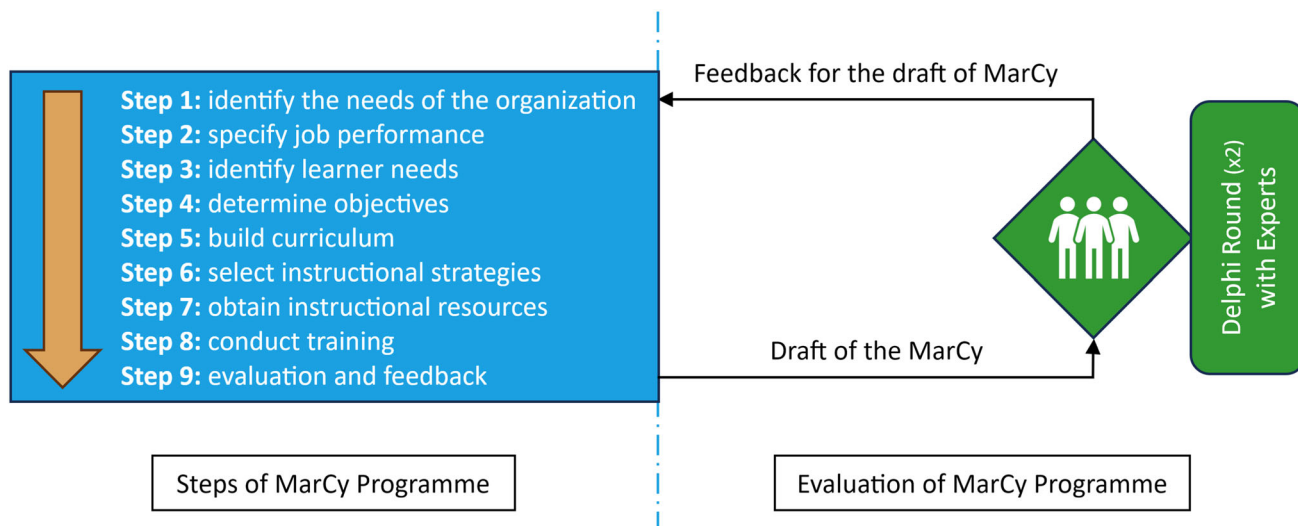 Step 1: identify the needs of the organization
Step 2: specify job performance
Step 3: identify learner needs
Step 4: determine objectives
Step 5: build curriculum
Step 6: select instructional strategies
Step 7: obtain instructional resources
Step 8: conduct training
Step 9: evaluation and feedback
Feedback for the draft of MarCy
Draft of the MarCy
Delphi Round (x2)
with Experts
Steps of MarCy Programme
Evaluation of MarCy Programme